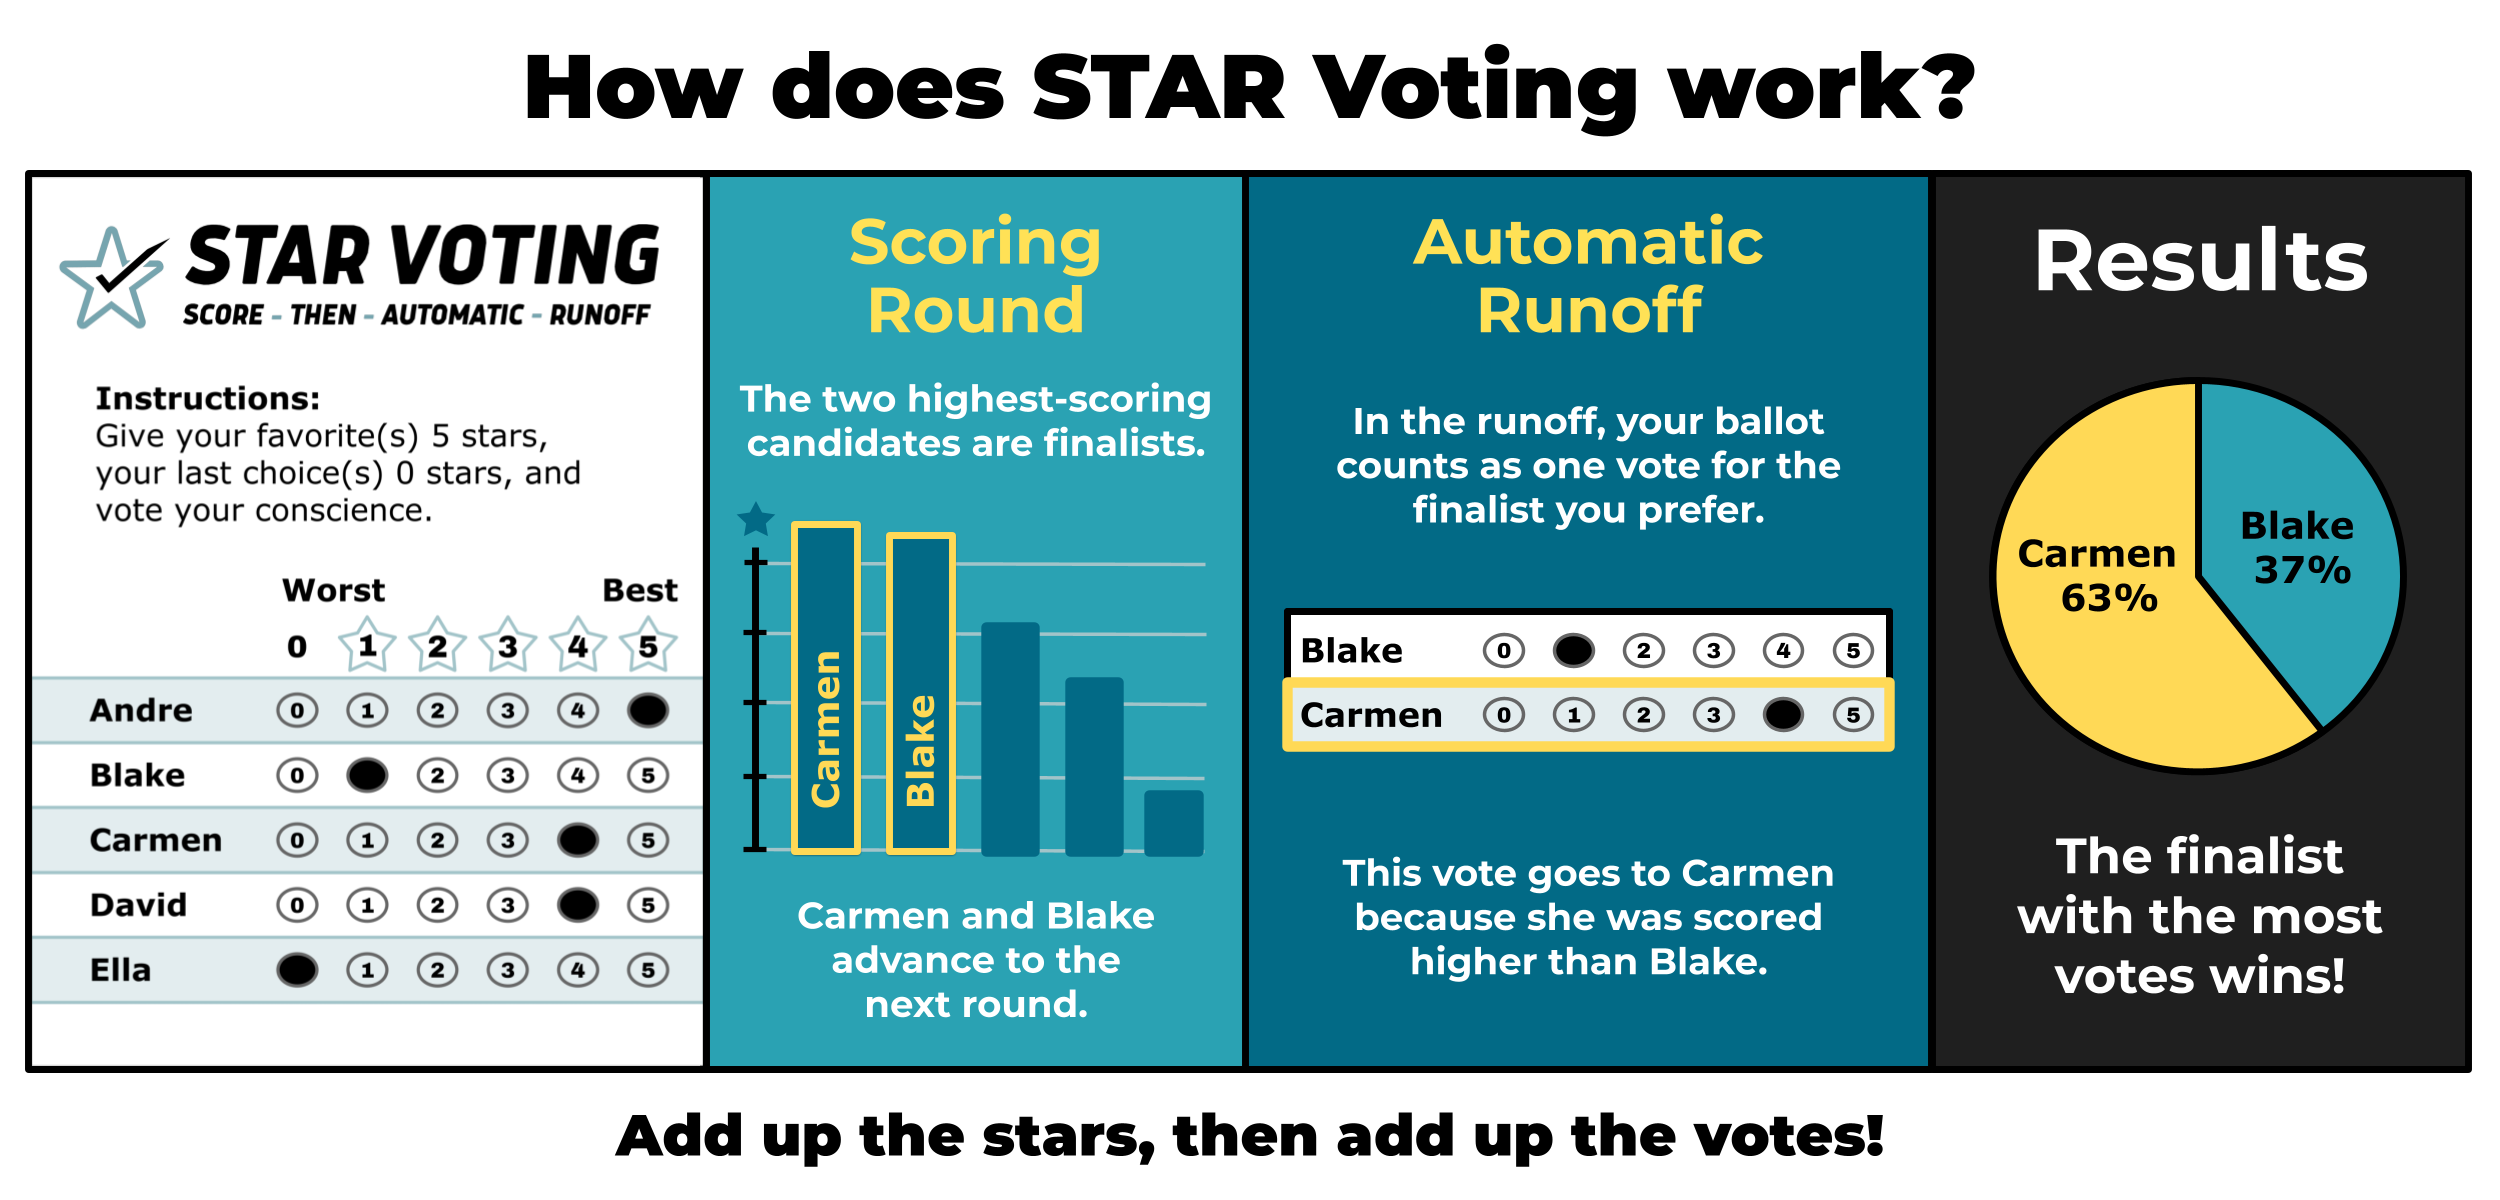 How does STAR Voting work?
STAR VOTING
SCORE - THEN - AUTOMATIC - RUNOFF
Instructions:
Give your favorite(s) 5 stars,
your last choice(s) 0 stars, and
vote your conscience.
Worst Best
0 1 2 3 4 5
Andre 0 1 2 3 4
Blake 0 2 3 4 5
Carmen 0 1 2 3 5
David 0 1 2 3 5
Ella 1 2 3 4 5
Scoring
Round
The two highest-scoring
candidates are finalists.
Carmen
Blake
Carmen and Blake
advance to the
next round.
Automatic
Runoff
In the runoff, your ballot
counts as one vote for the
finalist you prefer.
Blake 0 2 3 4 5
Carmen 0 1 2 3 5
This vote goes to Carmen
because she was scored
higher than Blake.
Results
Blake
37%
Carmen
63%
The finalist
with the most
votes wins!
Add up the stars, then add up the votes!